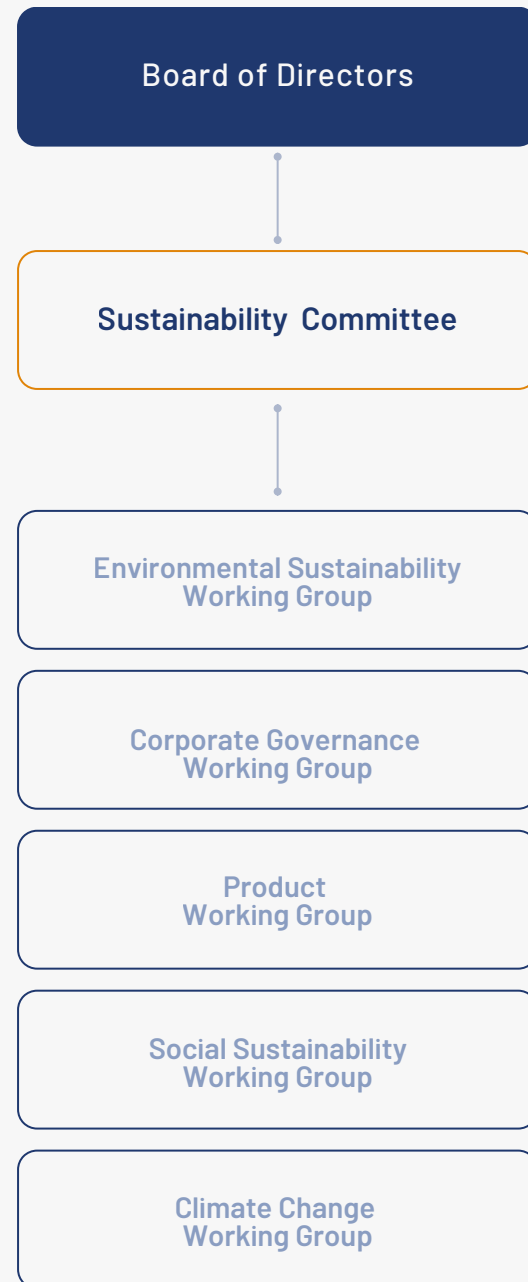 Board of Directors
Sustainability Committee
Environmental Sustainability
Working Group
Corporate Governance
Working Group
Product
Working Group
Social Sustainability
Working Group
Climate Change
Working Group